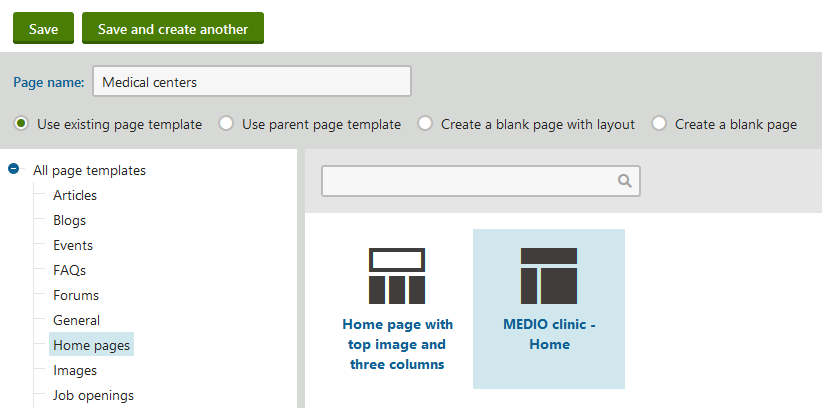 Save
Save and create another
Page name:
Medical centers
Use existing page template
Use parent page template
Create a blank page with layout
Create a blank page
All page templates
Articles
Blogs
Events
FAQs
Forums
General
Home pages
Images
Job openings
Home page with
top image and
three columns
MEDIO clinic -
Home